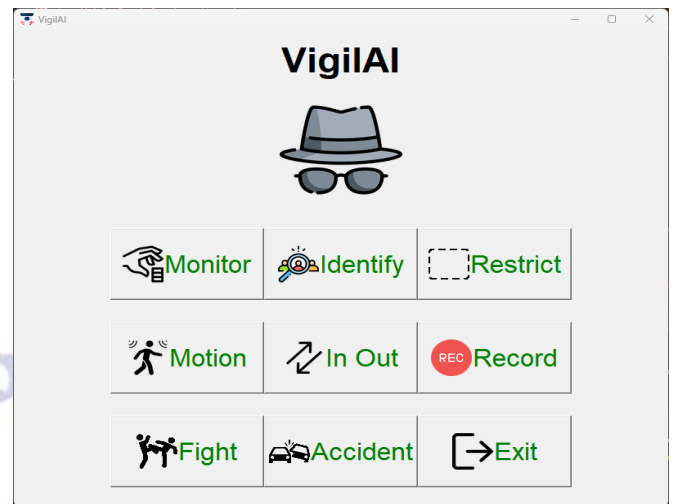 VigilAI
VigilAI
Monitor Identify Restrict
Motion In Out REC Record
Fight Accident Exit